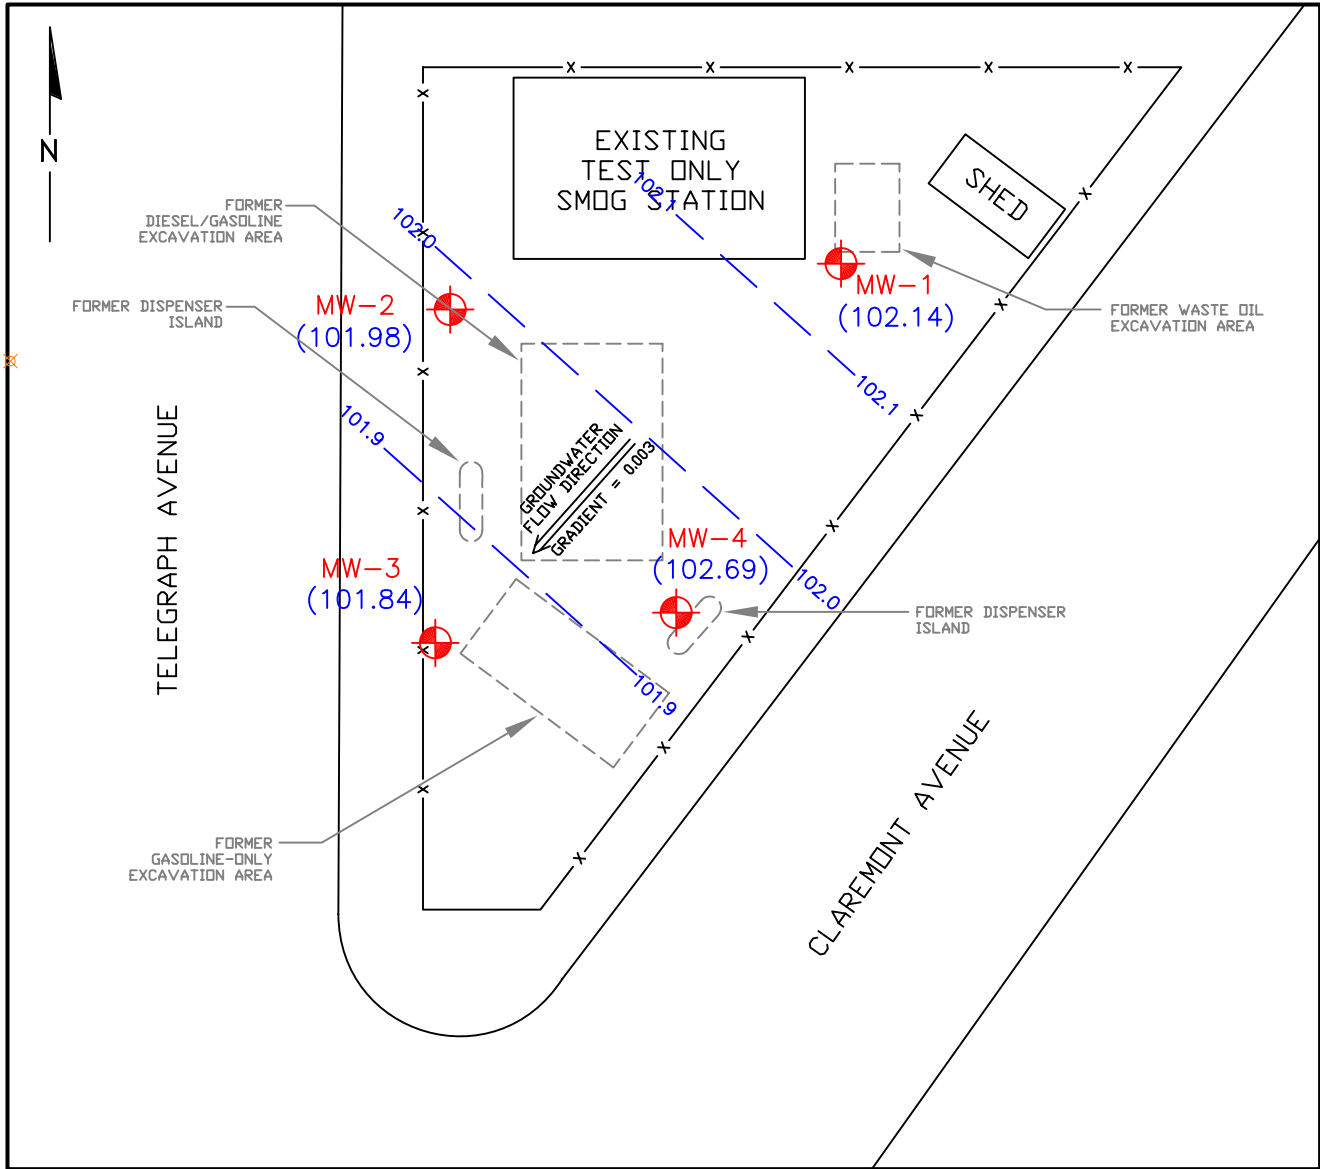 N
EXISTING
TEST ONLY
SMOG STATION
102.1
SHED
FORMER
DIESEL/GASOLINE
EXCAVATION AREA
102.0
MW-1
(102.14)
FORMER WASTE OIL
EXCAVATION AREA
FORMER DISPENSER
ISLAND
MW-2
(101.98)
102.1
101.9
GROUNDWATER
FLOW DIRECTION
GRADIENT = 0.003
TELEGRAPH AVENUE
MW-4
(102.69)
MW-3
(101.84)
102.0
FORMER DISPENSER
ISLAND
101.9
CLAREMONT AVENUE
FORMER
GASOLINE-ONLY
EXCAVATION AREA